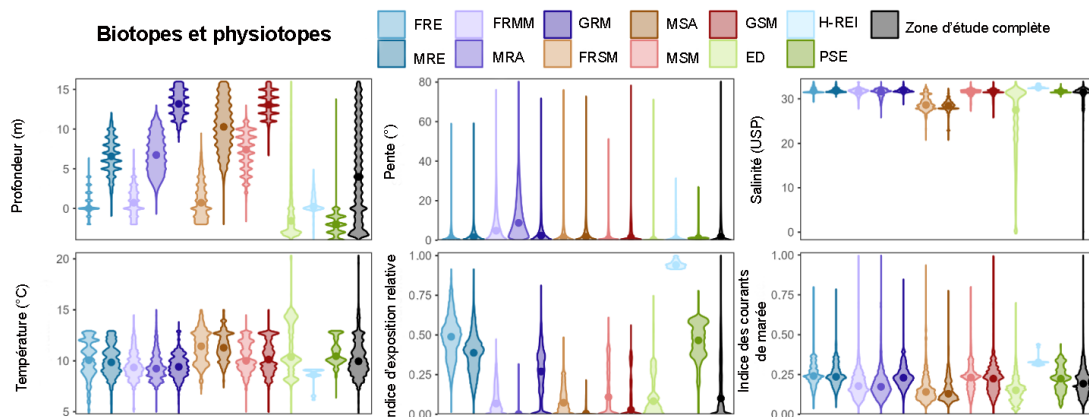 Biotopes et physiotopes
FRE
FRMM
GRM
MSA
GSM
H-REI
Zone d'étude complète
MRE
MRA
FRSM
MSM
ED
PSE
Profondeur (m)
15
10
5
0
Pente (°)
80
60
40
20
0
Salinité (USP)
30
20
10
0
Température (°C)
20
15
10
5
ndice d'exposition relative
1.00
0.75
0.50
0.25
0.00
Indice des courants
de marée
1.00
0.75
0.50
0.25
0.00